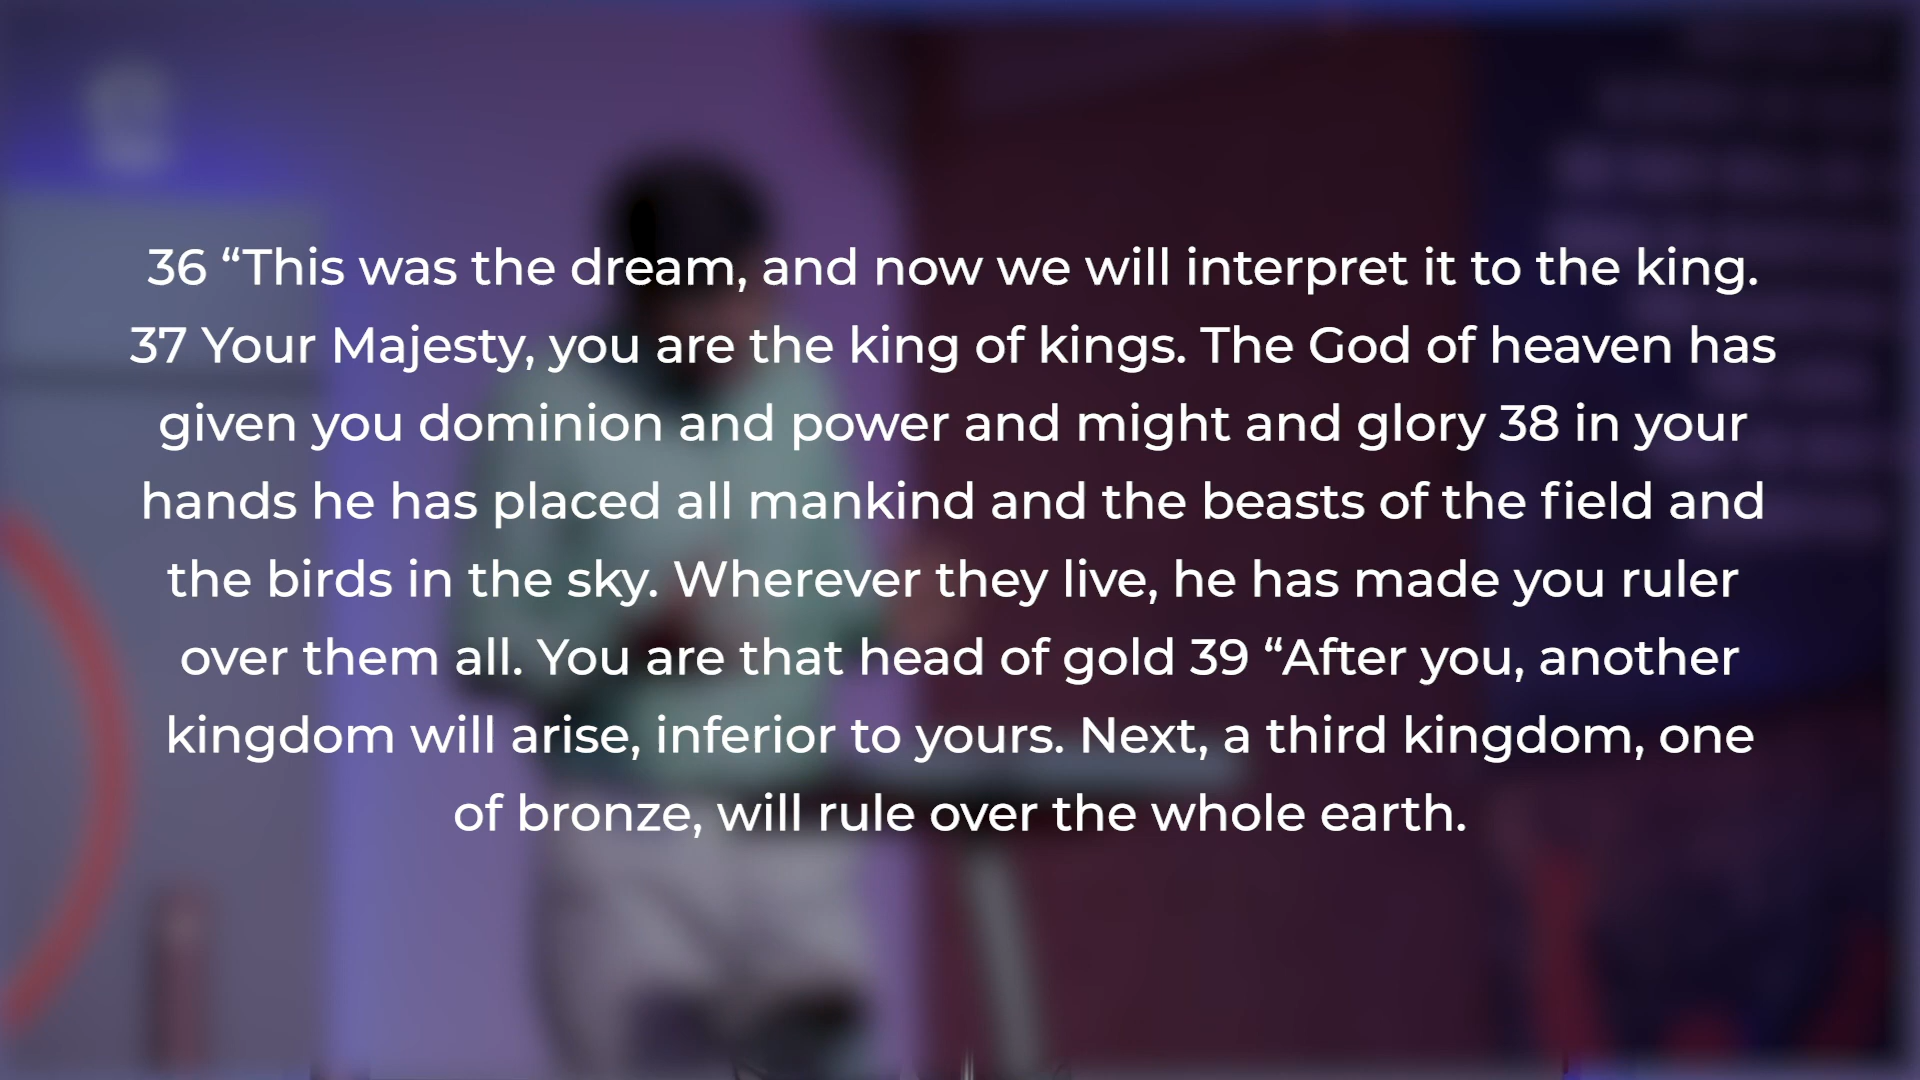 36 “This was the dream, and now we will interpret it to the king.
37 Your Majesty, you are the king of kings. The God of heaven has
given you dominion and power and might and glory 38 in your
hands he has placed all mankind and the beasts of the field and
the birds in the sky. Wherever they live, he has made you ruler
over them all. You are that head of gold 39 “After you, another
kingdom will arise, inferior to yours. Next, a third kingdom, one
of bronze, will rule over the whole earth.